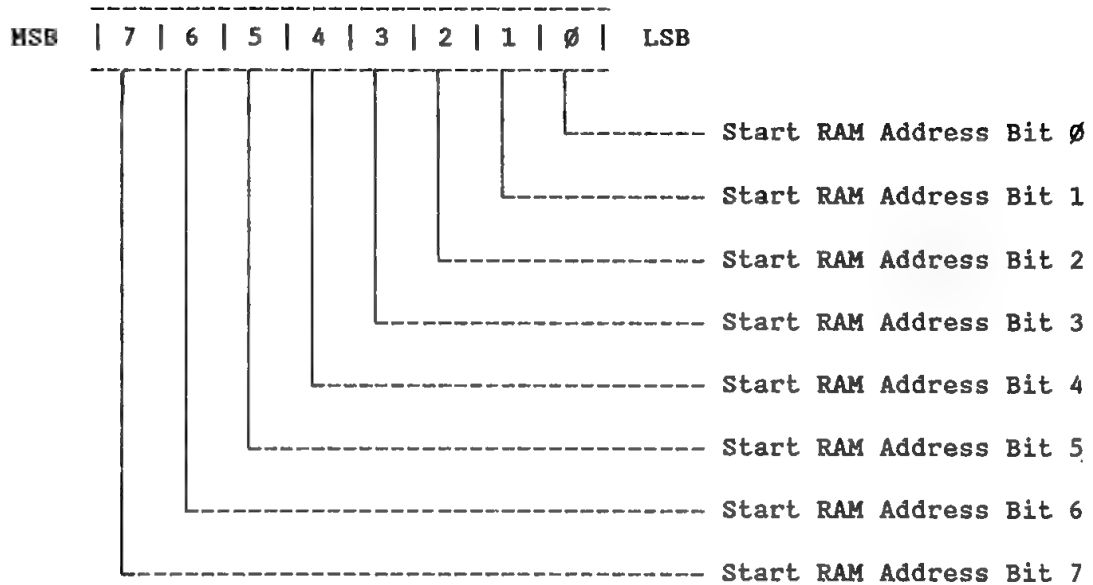 MSB | 7 | 6 | 5 | 4 | 3 | 2 | 1 | Ø | LSB
Start RAM Address Bit Ø
Start RAM Address Bit 1
Start RAM Address Bit 2
Start RAM Address Bit 3
Start RAM Address Bit 4
Start RAM Address Bit 5
Start RAM Address Bit 6
Start RAM Address Bit 7